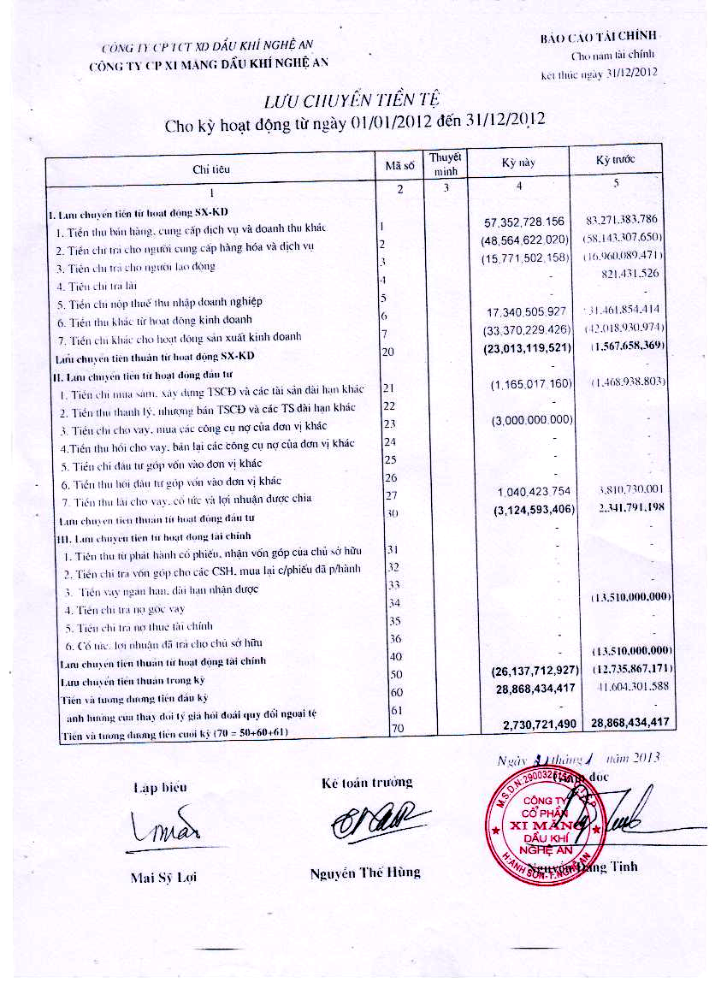 CÔNG TY CP TCT XD DẦU KHÍ NGHỆ AN
CÔNG TY CP XI MĂNG DẦU KHÍ NGHỆ AN
BÁO CÁO TÀI CHÍNH
Cho năm tài chính
kết thúc ngày 31/12/2012
LƯU CHUYỂN TIỀN TỆ
Cho kỳ hoạt động từ ngày 01/01/2012 đến 31/12/2012
Chỉ tiêu Mã số Thuyết minh Kỳ này Kỳ trước
1 2 3 4 5
I. Lưu chuyển tiền từ hoạt động SX-KD
1. Tiền thu bán hàng, cung cấp dịch vụ và doanh thu khác 1 57,352,728,156 83.271.383.786
2. Tiền chi trả cho người cung cấp hàng hóa và dịch vụ 2 (48,564,622,020) (58.143.307,650)
3. Tiền chi trả cho người lao động 3 (15,771,502,158) (16.960.089.471)
4. Tiền chi trả lãi 4 - 821.431.526
5. Tiền chi nộp thuế thu nhập doanh nghiệp 5 - -
6. Tiền thu khác từ hoạt động kinh doanh 6 17,340,505,927 31.461.854.414
7. Tiền chi khác cho hoạt động sản xuất kinh doanh 7 (33,370,229,426) (42.018.930.974)
Lưu chuyển tiền thuần từ hoạt động SX-KD 20 (23,013,119,521) (1.567.658,369)
II. Lưu chuyển tiền từ hoạt động đầu tư
1. Tiền chi mua sắm, xây dựng TSCĐ và các tài sản dài hạn khác 21 (1,165,017,160) (1.468.938.803)
2. Tiền thu thanh lý, nhượng bán TSCĐ và các TS dài hạn khác 22 - -
3. Tiền chi cho vay, mua các công cụ nợ của đơn vị khác 23 (3,000,000,000) -
4.Tiền thu hồi cho vay, bán lại các công cụ nợ của đơn vị khác 24 - -
5. Tiền chi đầu tư góp vốn vào đơn vị khác 25 - -
6. Tiền thu hồi đầu tư góp vốn vào đơn vị khác 26 - -
7. Tiền thu lãi cho vay, cổ tức và lợi nhuận được chia 27 1,040,423,754 3.810,730,001
Lưu chuyển tiền thuần từ hoạt động đầu tư 30 (3,124,593,406) 2.341,791,198
III. Lưu chuyển tiền từ hoạt động tài chính - -
1. Tiền thu từ phát hành cổ phiếu, nhận vốn góp của chủ sở hữu 31 - -
2. Tiền chi trả vốn góp cho các CSH, mua lại c/phiếu đã p/hành 32 - -
3. Tiền vay ngắn hạn, dài hạn nhận được 33 - -
4. Tiền chi trả nợ gốc vay 34 - (13,510,000,000)
5. Tiền chi trả nợ thuê tài chính 35 - -
6. Cổ tức, lợi nhuận đã trả cho chủ sở hữu 36 - -
Lưu chuyển tiền thuần từ hoạt động tài chính 40 - (13,510,000,000)
Lưu chuyển tiền thuần trong kỳ 50 (26,137,712,927) (12.735,867,171)
Tiền và tương đương tiền đầu kỳ 60 28,868,434,417 41.604.301.588
ảnh hưởng của thay đổi tỷ giá hối đoái quy đổi ngoại tệ 61 - -
Tiền và tương đương tiền cuối kỳ (70 = 50+60+61) 70 2,730,721,490 28,868,434,417
Ngày 21 tháng 1 năm 2013
Lập biểu
Kế toán trưởng
Giám đốc
CÔNG TY
CỔ PHẦN
XI MĂNG
DẦU KHÍ
NGHỆ AN
H.ANH SƠN-T.NGHỆ AN
Mai Sỹ Lợi
Nguyễn Thế Hùng
Nguyễn Đăng Tình